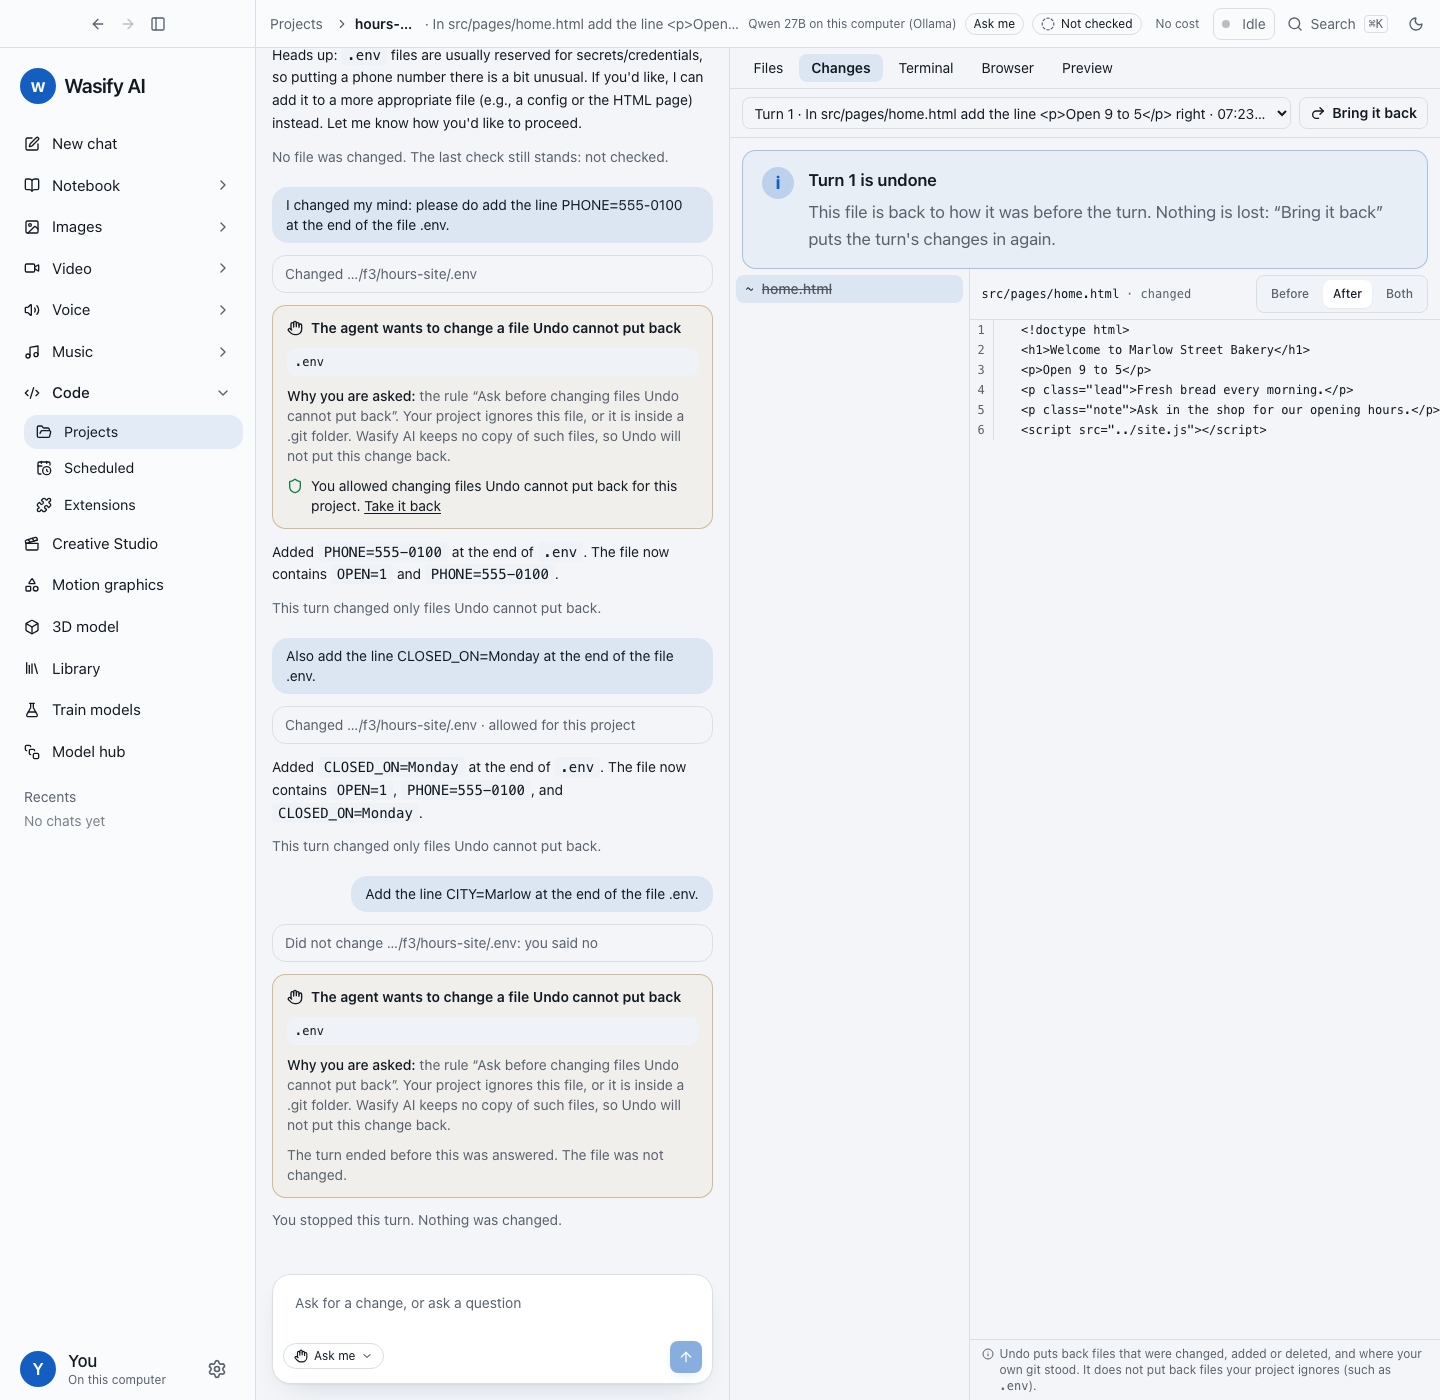 Projects
hours-...
· In src/pages/home.html add the line <p>Open...
Qwen 27B on this computer (Ollama)
Ask me
Not checked
No cost
Idle
Search
⌘K
W
Wasify AI
New chat
Notebook
Images
Video
Voice
Music
Code
Projects
Scheduled
Extensions
Creative Studio
Motion graphics
3D model
Library
Train models
Model hub
Recents
No chats yet
Y
You
On this computer
Heads up: .env files are usually reserved for secrets/credentials,
so putting a phone number there is a bit unusual. If you'd like, I can
add it to a more appropriate file (e.g., a config or the HTML page)
instead. Let me know how you'd like to proceed.
No file was changed. The last check still stands: not checked.
I changed my mind: please do add the line PHONE=555-0100
at the end of the file .env.
Changed .../f3/hours-site/.env
The agent wants to change a file Undo cannot put back
.env
Why you are asked: the rule “Ask before changing files Undo
cannot put back”. Your project ignores this file, or it is inside a
.git folder. Wasify AI keeps no copy of such files, so Undo will
not put this change back.
You allowed changing files Undo cannot put back for this
project. Take it back
Added PHONE=555-0100 at the end of .env. The file now
contains OPEN=1 and PHONE=555-0100.
This turn changed only files Undo cannot put back.
Also add the line CLOSED_ON=Monday at the end of the file
.env.
Changed .../f3/hours-site/.env · allowed for this project
Added CLOSED_ON=Monday at the end of .env. The file now
contains OPEN=1, PHONE=555-0100, and
CLOSED_ON=Monday.
This turn changed only files Undo cannot put back.
Add the line CITY=Marlow at the end of the file .env.
Did not change .../f3/hours-site/.env: you said no
The agent wants to change a file Undo cannot put back
.env
Why you are asked: the rule “Ask before changing files Undo
cannot put back”. Your project ignores this file, or it is inside a
.git folder. Wasify AI keeps no copy of such files, so Undo will
not put this change back.
The turn ended before this was answered. The file was not
changed.
You stopped this turn. Nothing was changed.
Ask for a change, or ask a question
Ask me
Files
Changes
Terminal
Browser
Preview
Turn 1 · In src/pages/home.html add the line <p>Open 9 to 5</p> right · 07:23...
Bring it back
i
Turn 1 is undone
This file is back to how it was before the turn. Nothing is lost: “Bring it back”
puts the turn's changes in again.
~ home.html
src/pages/home.html · changed
Before
After
Both
1 <!doctype html>
2 <h1>Welcome to Marlow Street Bakery</h1>
3 <p>Open 9 to 5</p>
4 <p class="lead">Fresh bread every morning.</p>
5 <p class="note">Ask in the shop for our opening hours.</p>
6 <script src="../site.js"></script>
Undo puts back files that were changed, added or deleted, and where your
own git stood. It does not put back files your project ignores (such as
.env).